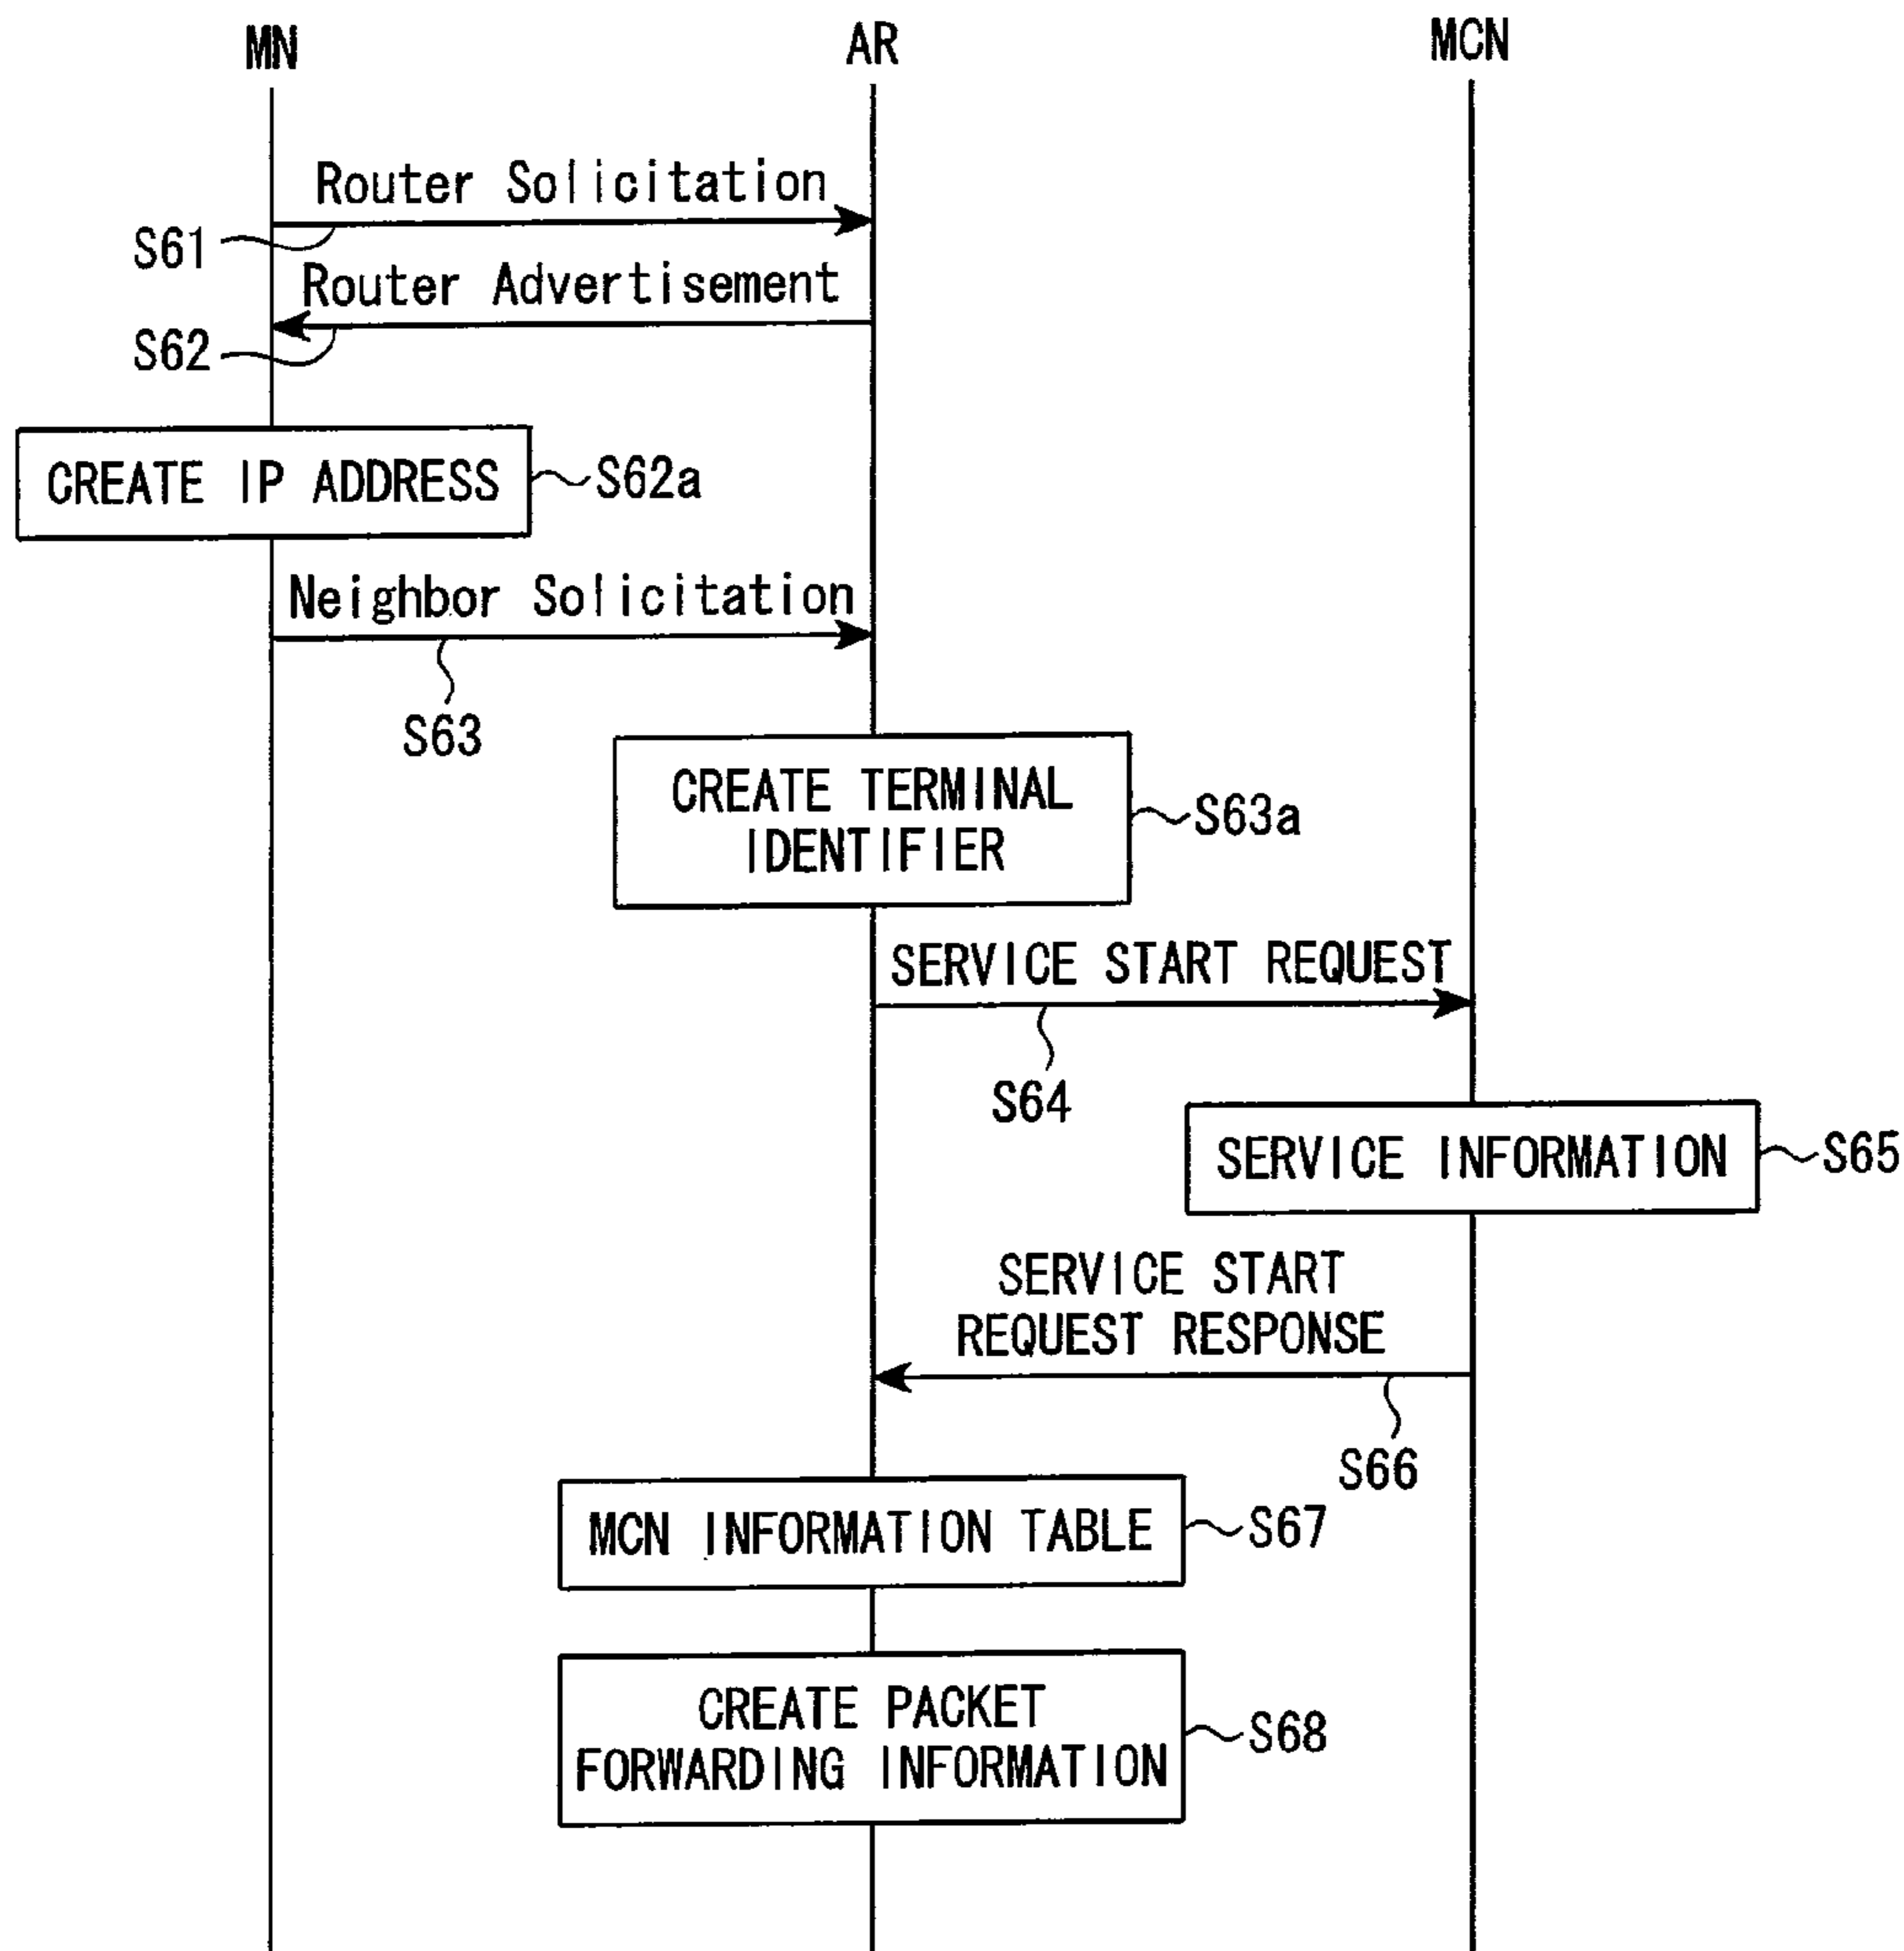 MN
AR
MCN
Router Solicitation
S61
Router Advertisement
S62
CREATE IP ADDRESS
S62a
Neighbor Solicitation
S63
CREATE TERMINAL
IDENTIFIER
S63a
SERVICE START REQUEST
S64
SERVICE INFORMATION
S65
SERVICE START
REQUEST RESPONSE
S66
MCN INFORMATION TABLE
S67
CREATE PACKET
FORWARDING INFORMATION
S68